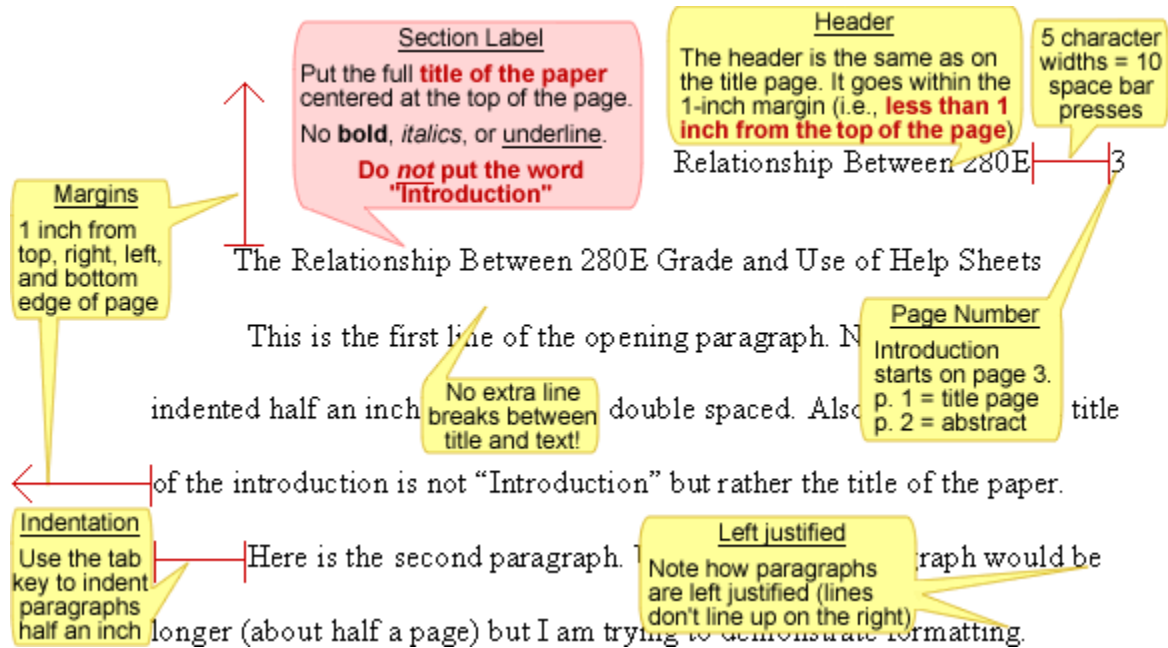 Section Label
Put the full title of the paper
centered at the top of the page.
No bold, italics, or underline.
Do not put the word
"Introduction"
Header
The header is the same as on
the title page. It goes within the
1-inch margin (i.e., less than 1
inch from the top of the page)
5 character
widths = 10
space bar
presses
Relationship Between 280E 3
Margins
1 inch from
top, right, left,
and bottom
edge of page
The Relationship Between 280E Grade and Use of Help Sheets
This is the first line of the opening paragraph. N
Page Number
Introduction
starts on page 3.
p. 1 = title page
p. 2 = abstract
No extra line
breaks between
title and text!
indented half an inch double spaced. Also title
of the introduction is not “Introduction” but rather the title of the paper.
Indentation
Use the tab
key to indent
paragraphs
half an inch
Left justified
Note how paragraphs
are left justified (lines
don't line up on the right)
Here is the second paragraph. graph would be
longer (about half a page) but I am trying to demonstrate formatting.